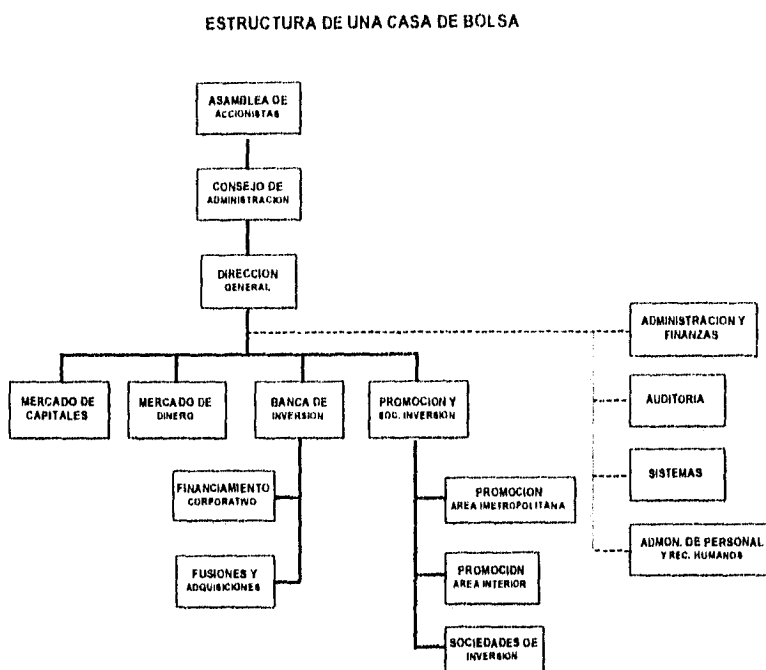 ESTRUCTURA DE UNA CASA DE BOLSA
ASAMBLEA DE
ACCIONISTAS
CONSEJO DE
ADMINISTRACION
DIRECCION
GENERAL
ADMINISTRACION Y
FINANZAS
MERCADO DE
CAPITALES
MERCADO DE
DINERO
BANCA DE
INVERSION
PROMOCION Y
SOC. INVERSION
AUDITORIA
FINANCIAMIENTO
CORPORATIVO
PROMOCION
AREA IMETROPOLITANA
SISTEMAS
FUSIONES Y
ADQUISICIONES
PROMOCION
AREA INTERIOR
ADMON. DE PERSONAL
Y REC. HUMANOS
SOCIEDADES DE
INVERSION